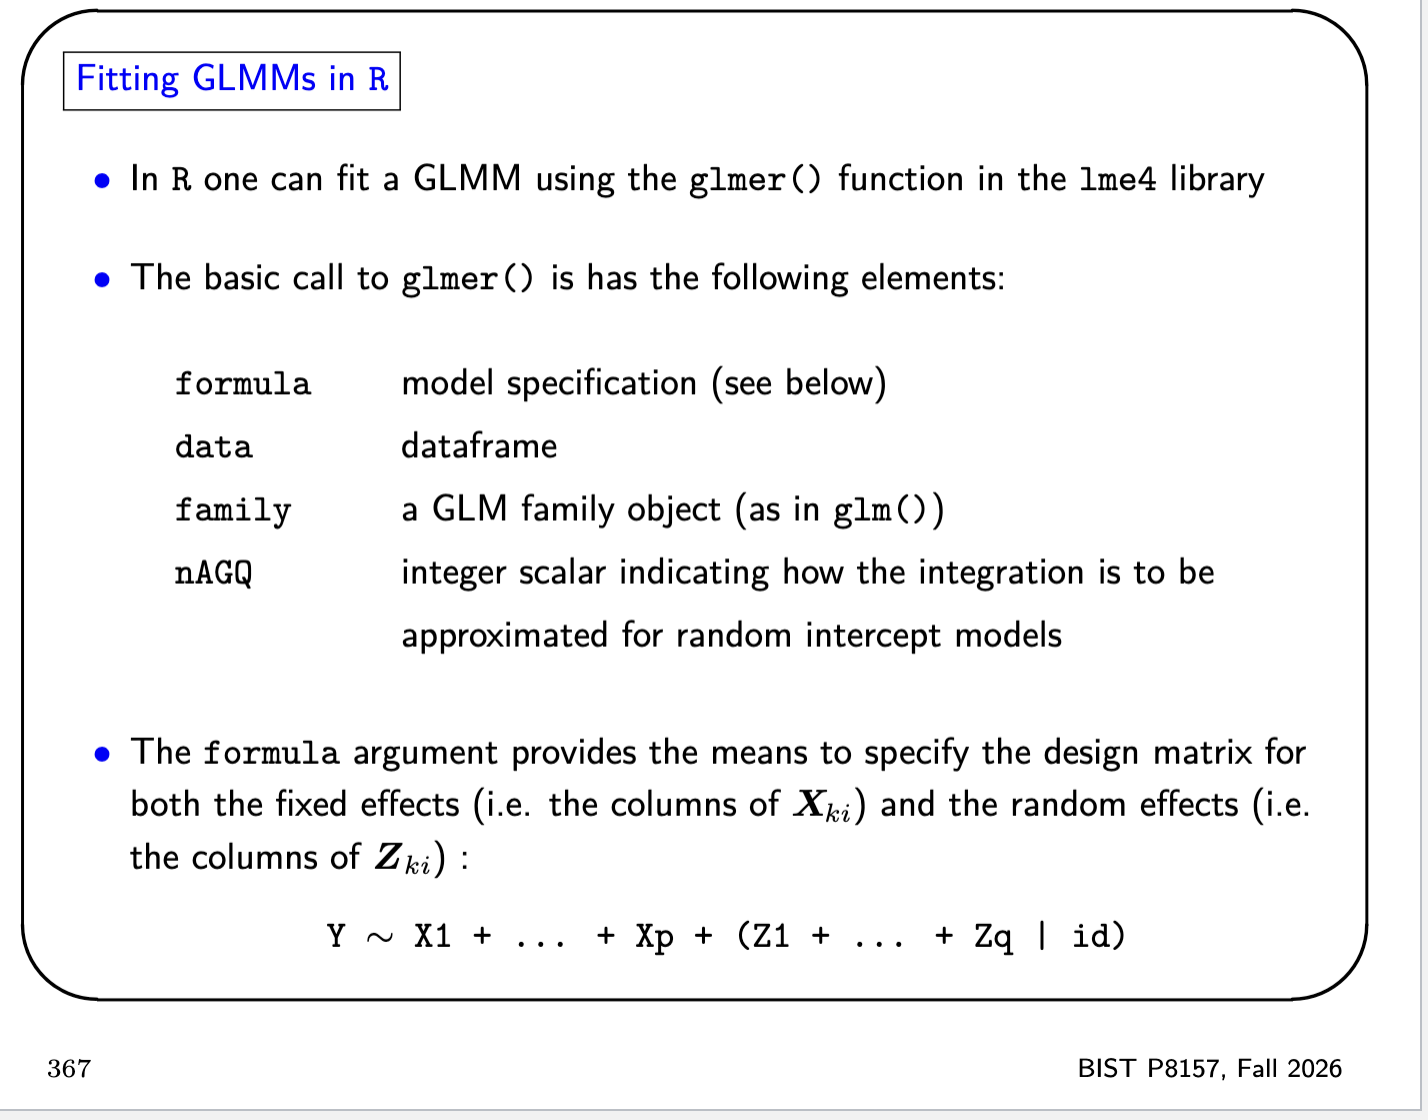 Fitting GLMMs in R
• In R one can fit a GLMM using the glmer() function in the lme4 library
• The basic call to glmer() is has the following elements:
formula model specification (see below)
data dataframe
family a GLM family object (as in glm())
nAGQ integer scalar indicating how the integration is to be
approximated for random intercept models
• The formula argument provides the means to specify the design matrix for
both the fixed effects (i.e. the columns of X_{ki}) and the random effects (i.e.
the columns of Z_{ki}) :
Y ∼ X1 + ... + Xp + (Z1 + ... + Zq | id)
367
BIST P8157, Fall 2026